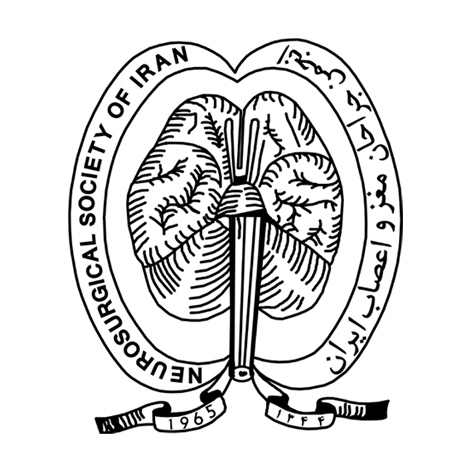 NEUROSURGICAL SOCIETY OF IRAN
انجمن جراحان مغز و اعصاب ایران
1965
۱۳۴۴